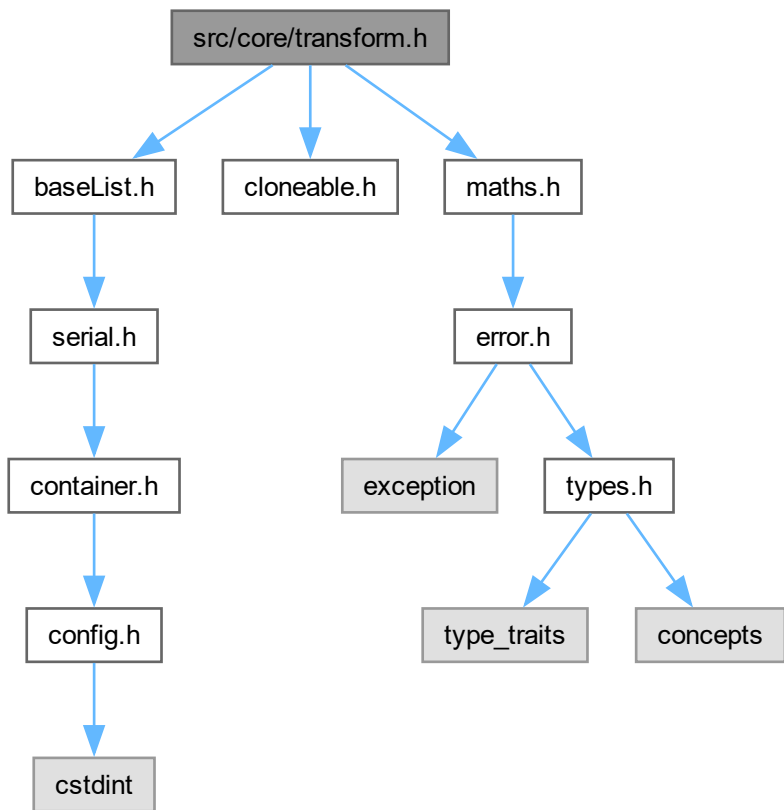 src/core/transform.h
baseList.h
cloneable.h
maths.h
serial.h
error.h
container.h
exception
types.h
config.h
type_traits
concepts
cstdint